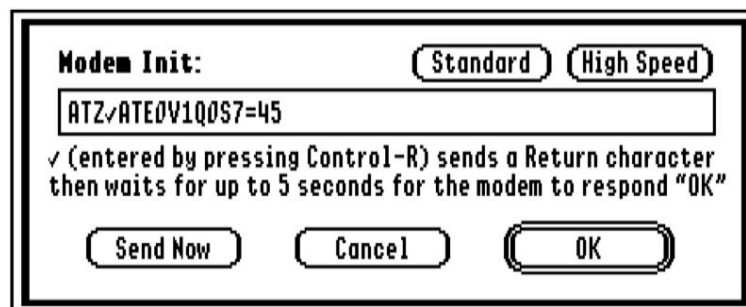 Modem Init: Standard High Speed
ATZ✓ATE0V1Q0S7=45
✓ (entered by pressing Control-R) sends a Return character
then waits for up to 5 seconds for the modem to respond “OK”
Send Now Cancel OK